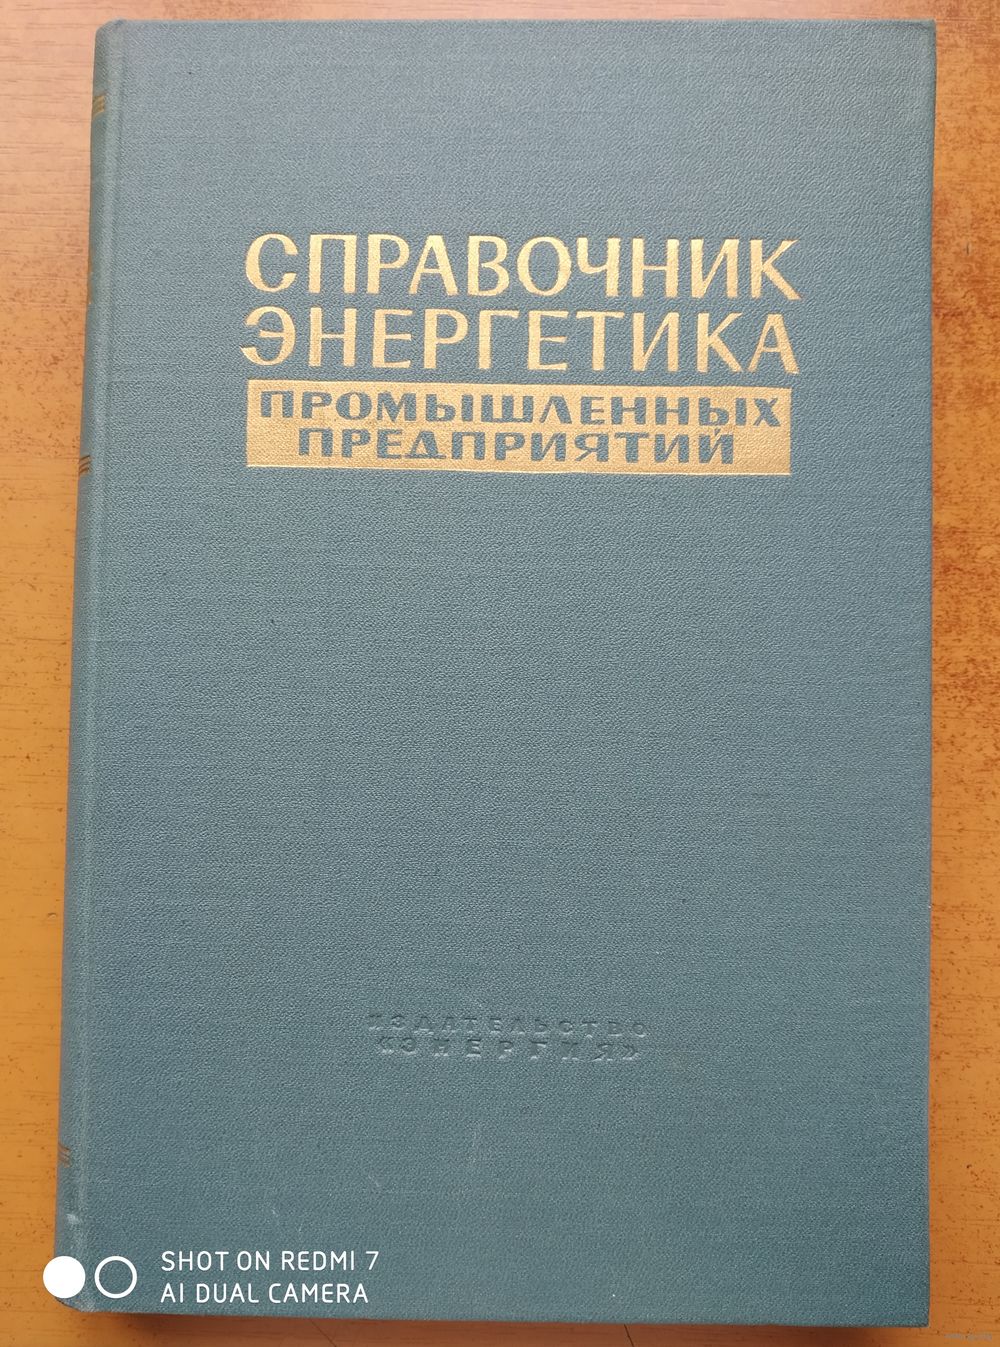 СПРАВОЧНИК
ЭНЕРГЕТИКА
ПРОМЫШЛЕННЫХ
ПРЕДПРИЯТИЙ
ИЗДАТЕЛЬСТВО
«ЭНЕРГИЯ»
SHOT ON REDMI 7
AI DUAL CAMERA